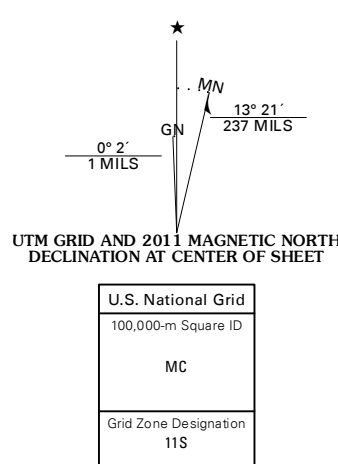 MN
GN
13° 21´
237 MILS
0° 2´
1 MILS
UTM GRID AND 2011 MAGNETIC NORTH
DECLINATION AT CENTER OF SHEET
U.S. National Grid
100,000-m Square ID
MC
Grid Zone Designation
11S